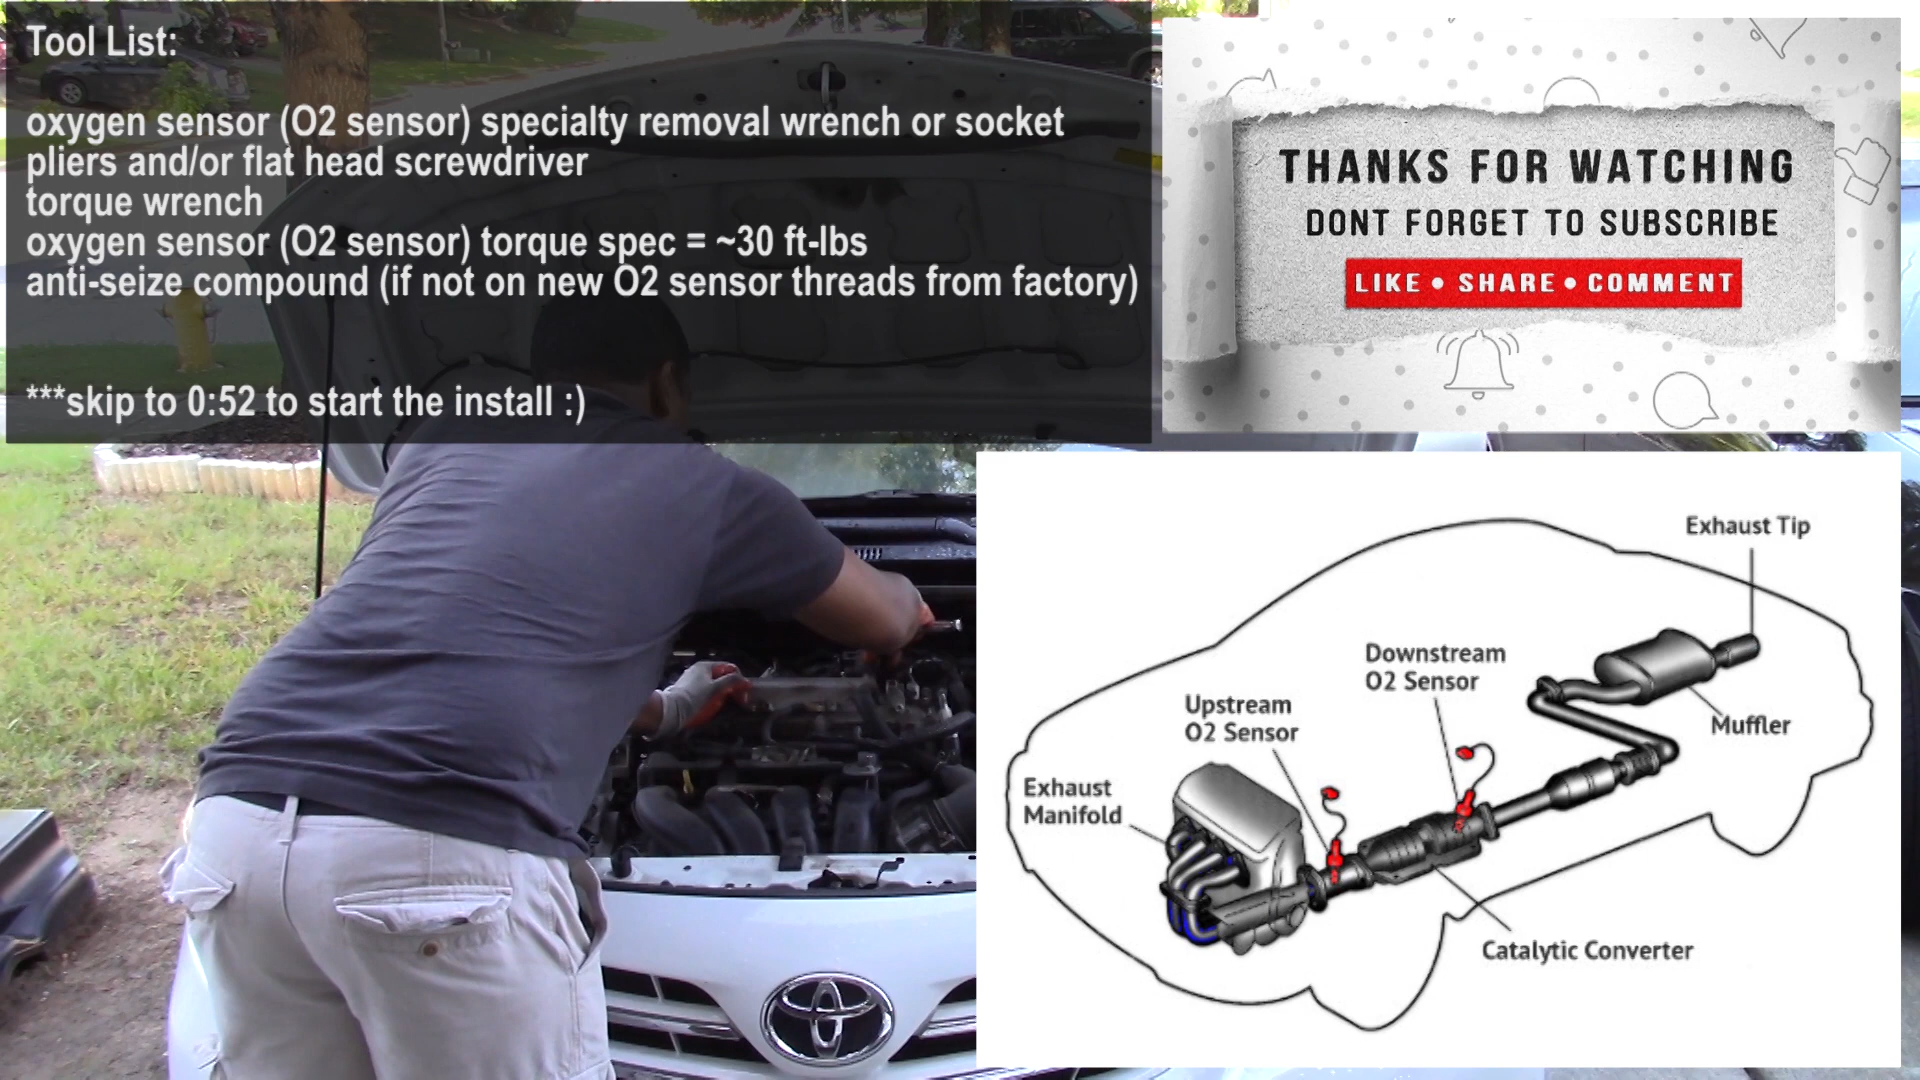 Tool List:
oxygen sensor (O2 sensor) specialty removal wrench or socket
pliers and/or flat head screwdriver
torque wrench
oxygen sensor (O2 sensor) torque spec = ~30 ft-lbs
anti-seize compound (if not on new O2 sensor threads from factory)
***skip to 0:52 to start the install :)
THANKS FOR WATCHING
DONT FORGET TO SUBSCRIBE
LIKE • SHARE • COMMENT
Exhaust Tip
Downstream
O2 Sensor
Upstream
O2 Sensor
Muffler
Exhaust
Manifold
Catalytic Converter